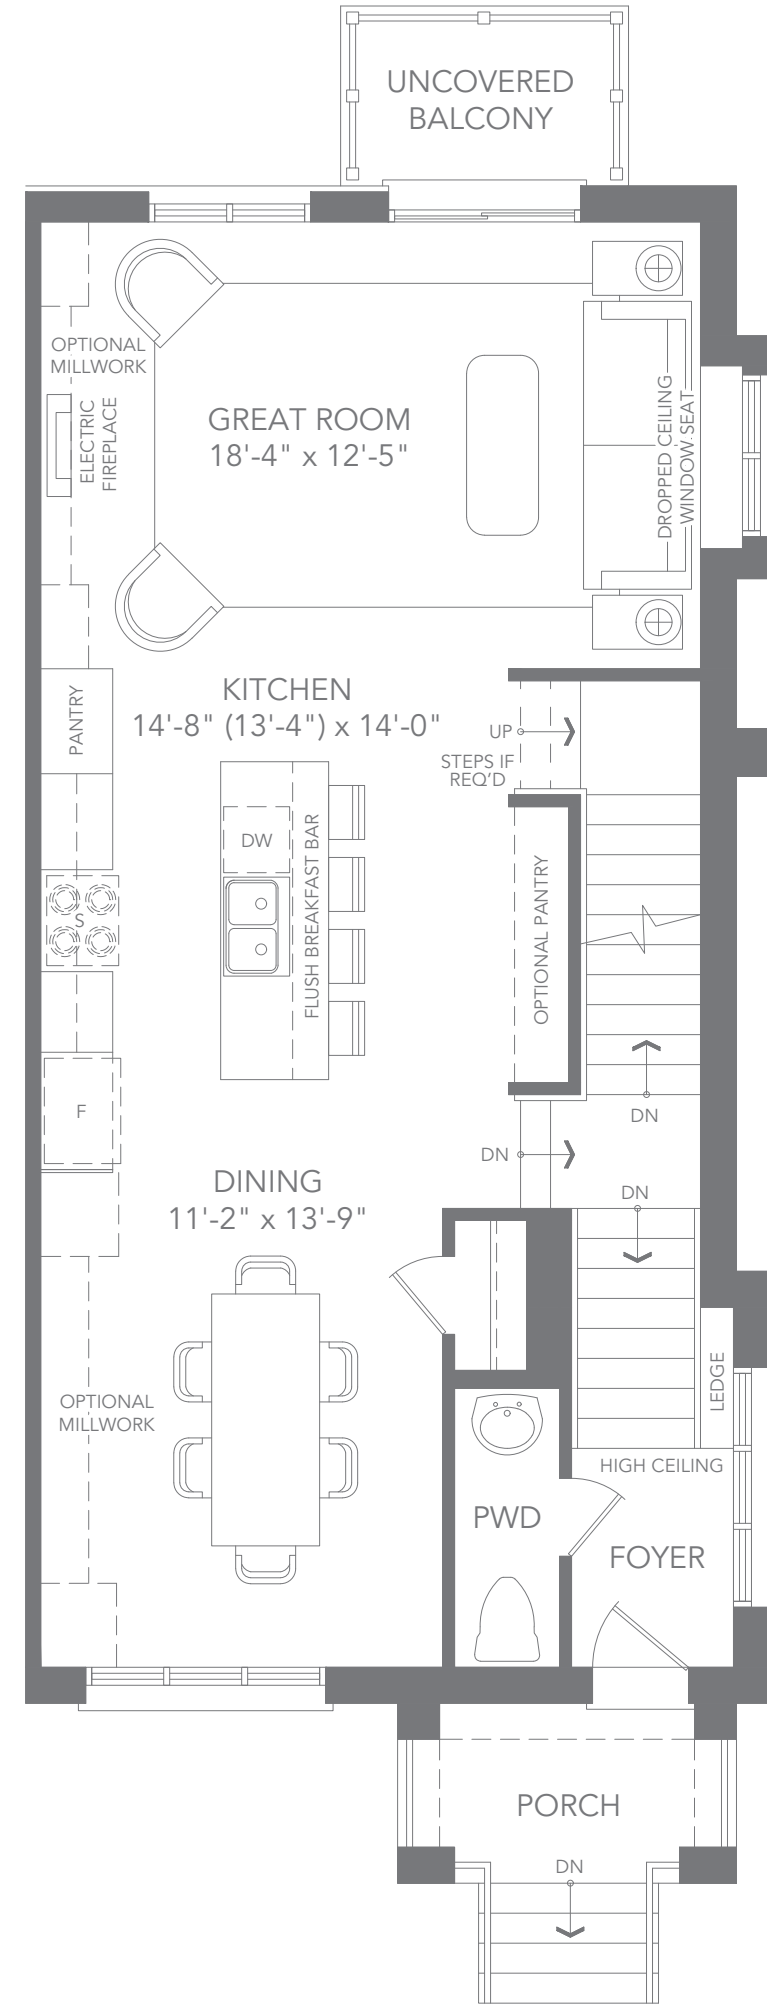 UNCOVERED
BALCONY
OPTIONAL
MILLWORK
ELECTRIC
FIREPLACE
GREAT ROOM
18'-4" x 12'-5"
DROPPED CEILING
WINDOW SEAT
KITCHEN
14'-8" (13'-4") x 14'-0"
PANTRY
UP
STEPS IF
REQ'D
DW
FLUSH BREAKFAST BAR
S
OPTIONAL PANTRY
F
DN
DN
DN
DINING
11'-2" x 13'-9"
OPTIONAL
MILLWORK
LEDGE
HIGH CEILING
PWD
FOYER
PORCH
DN